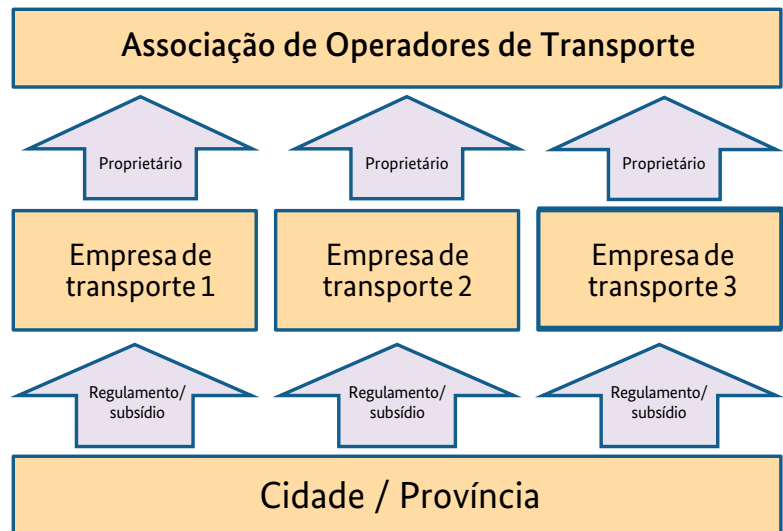 Associação de Operadores de Transporte
Proprietário
Proprietário
Proprietário
Empresa de
transporte 1
Empresa de
transporte 2
Empresa de
transporte 3
Regulamento/
subsídio
Regulamento/
subsídio
Regulamento/
subsídio
Cidade / Província